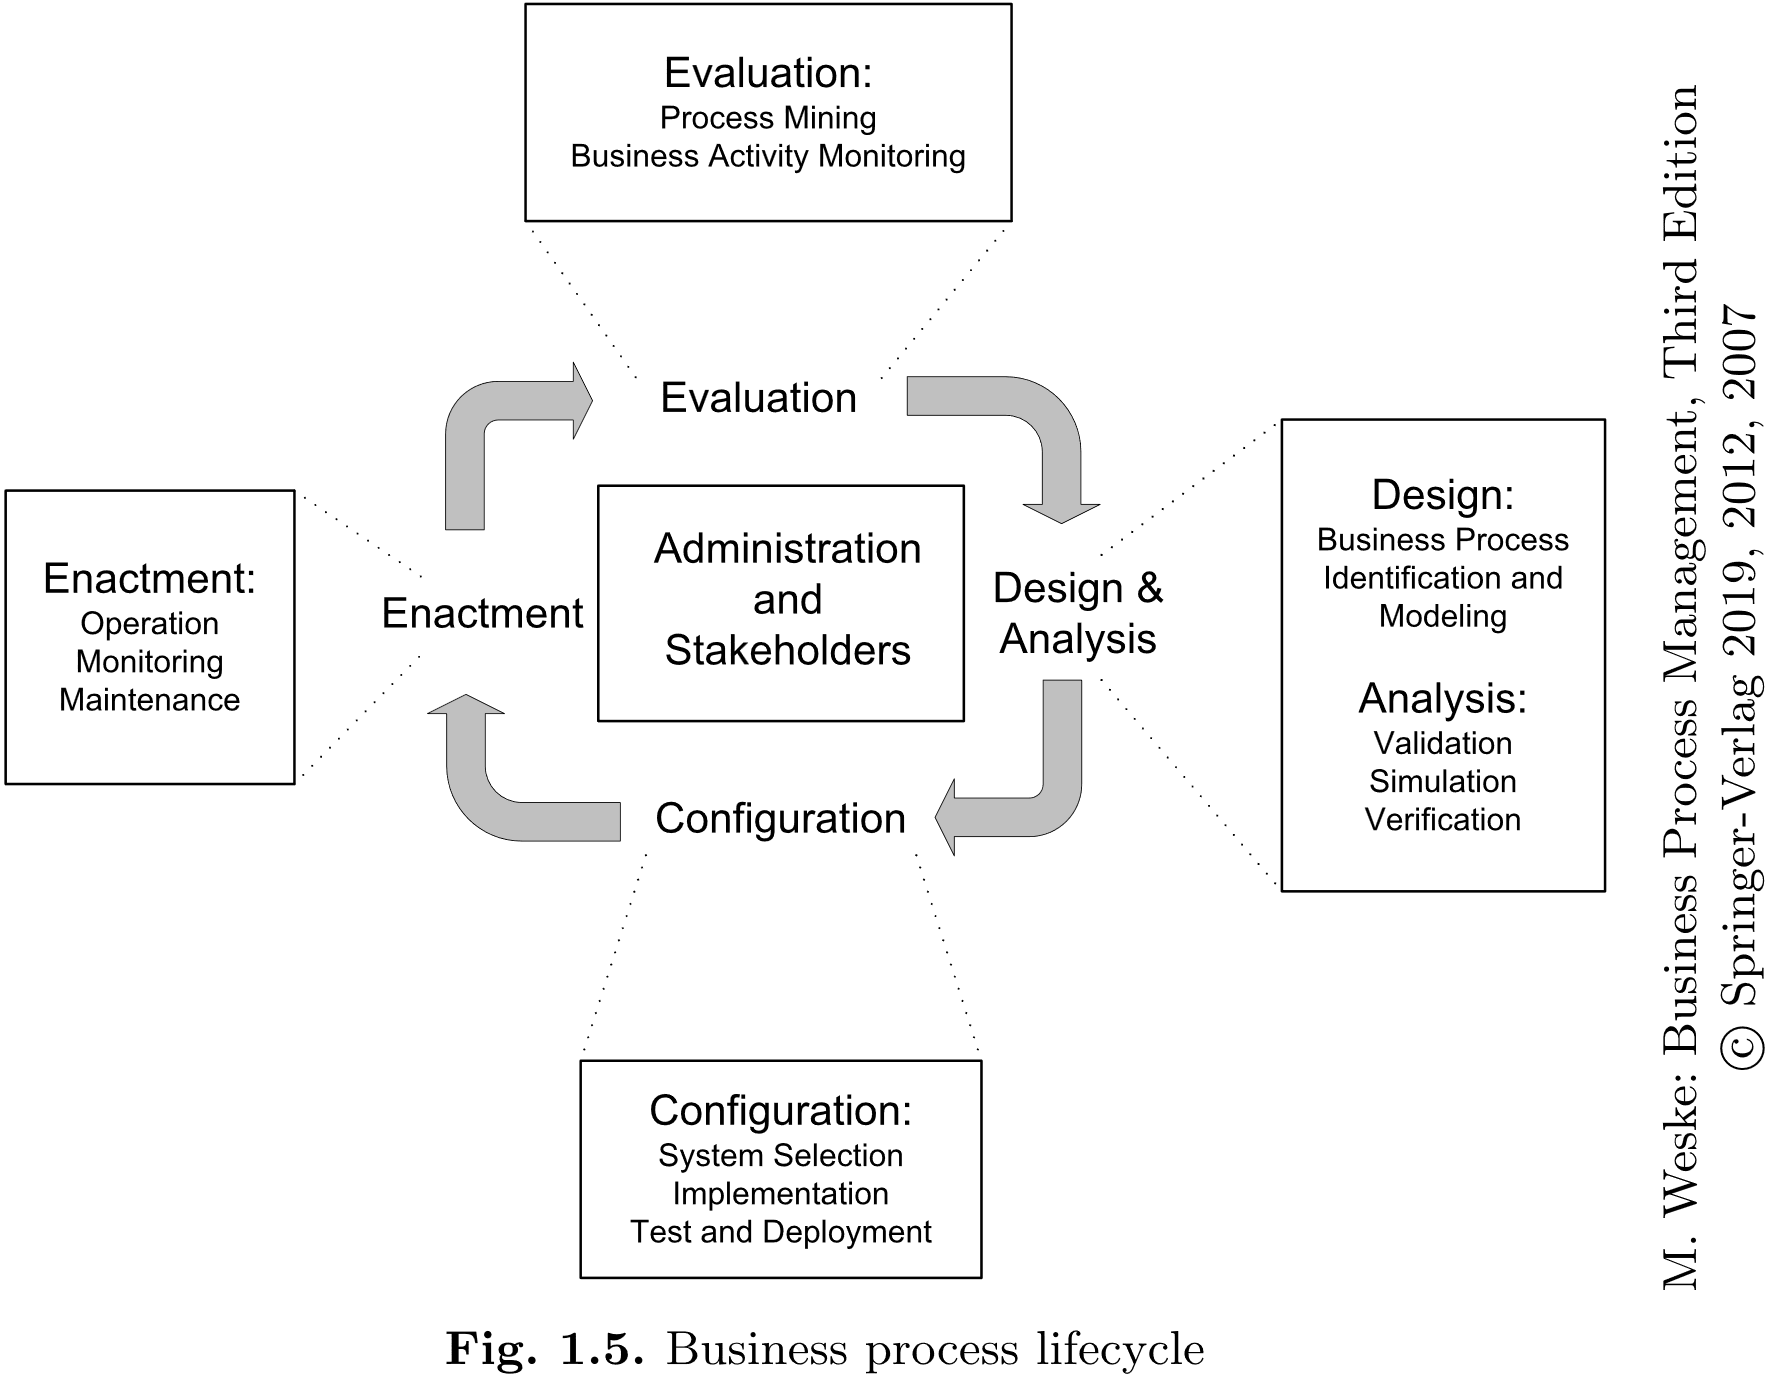 Evaluation:
Process Mining
Business Activity Monitoring
Evaluation
Enactment:
Operation
Monitoring
Maintenance
Enactment
Administration
and
Stakeholders
Design &
Analysis
Design:
Business Process
Identification and
Modeling
Analysis:
Validation
Simulation
Verification
Configuration
Configuration:
System Selection
Implementation
Test and Deployment
Fig. 1.5. Business process lifecycle
M. Weske: Business Process Management, Third Edition
© Springer-Verlag 2019, 2012, 2007